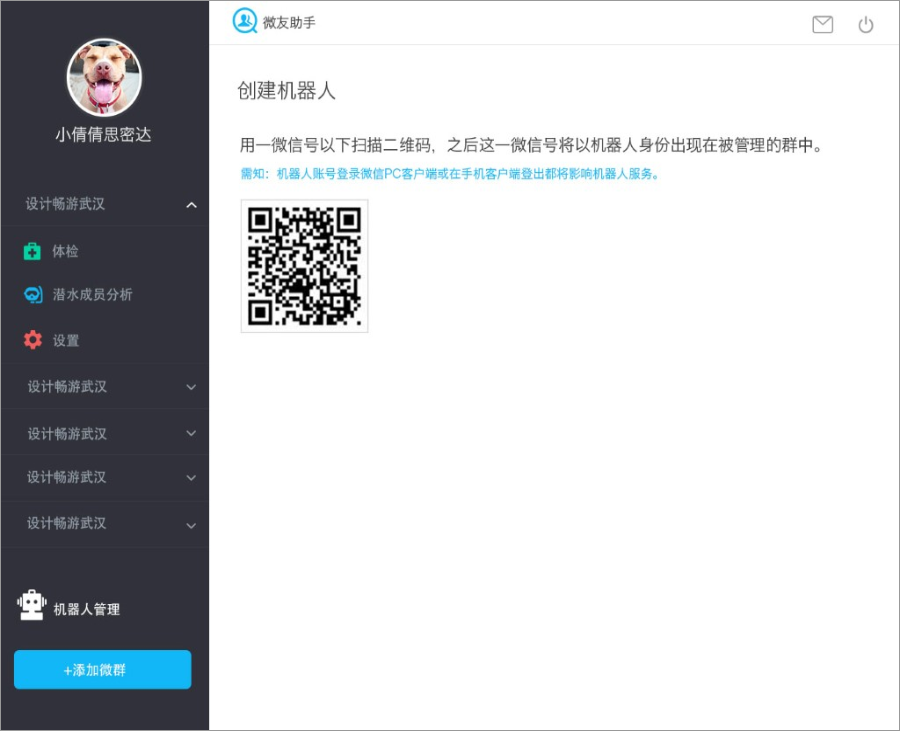 微友助手
小倩倩思密达
设计畅游武汉
体检
潜水成员分析
设置
设计畅游武汉
设计畅游武汉
设计畅游武汉
设计畅游武汉
机器人管理
+添加微群
创建机器人
用一微信号以下扫描二维码，之后这一微信号将以机器人身份出现在被管理的群中。
需知：机器人账号登录微信PC客户端或在手机客户端登出都将影响机器人服务。